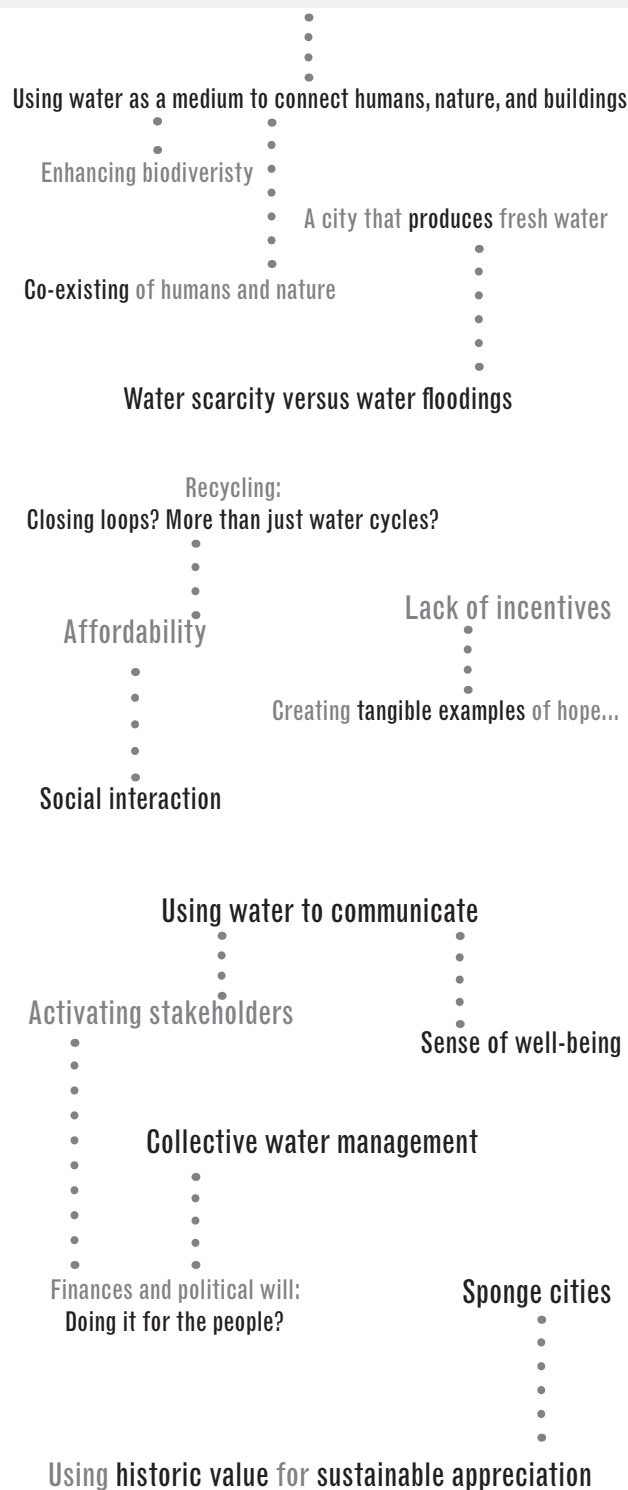 Using water as a medium to connect humans, nature, and buildings
Enhancing biodiveristy
A city that produces fresh water
Co-existing of humans and nature
Water scarcity versus water floodings
Recycling:
Closing loops? More than just water cycles?
Lack of incentives
Affordability
Creating tangible examples of hope...
Social interaction
Using water to communicate
Activating stakeholders
Sense of well-being
Collective water management
Finances and political will:
Doing it for the people?
Sponge cities
Using historic value for sustainable appreciation